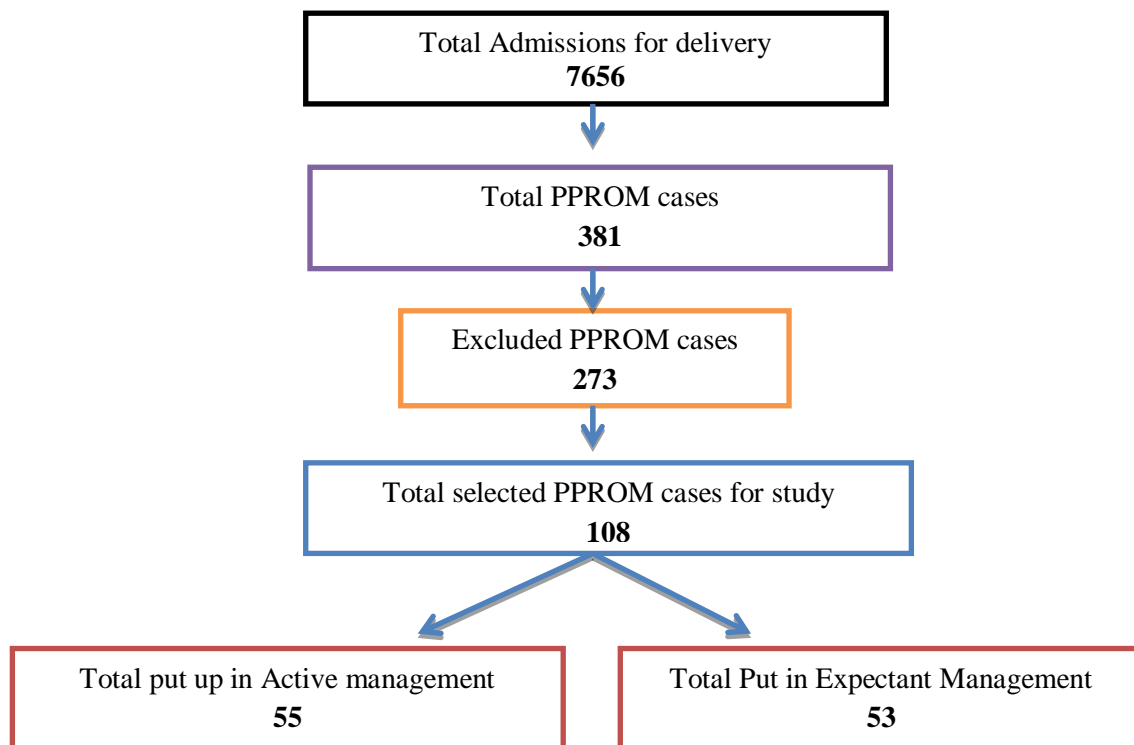 Total Admissions for delivery
7656
Total PPROM cases
381
Excluded PPROM cases
273
Total selected PPROM cases for study
108
Total put up in Active management
55
Total Put in Expectant Management
53